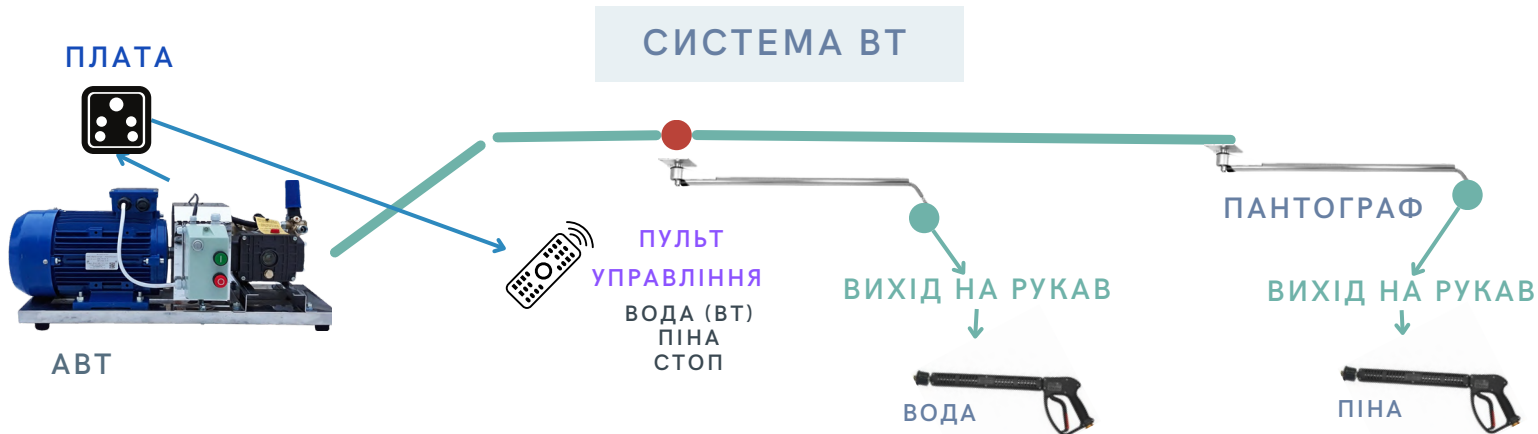 СИСТЕМА ВТ
ПЛАТА
ПАНТОГРАФ
ПУЛЬТ
УПРАВЛІННЯ
ВОДА (ВТ)
ПІНА
СТОП
ВИХІД НА РУКАВ
ВИХІД НА РУКАВ
АВТ
ВОДА
ПІНА